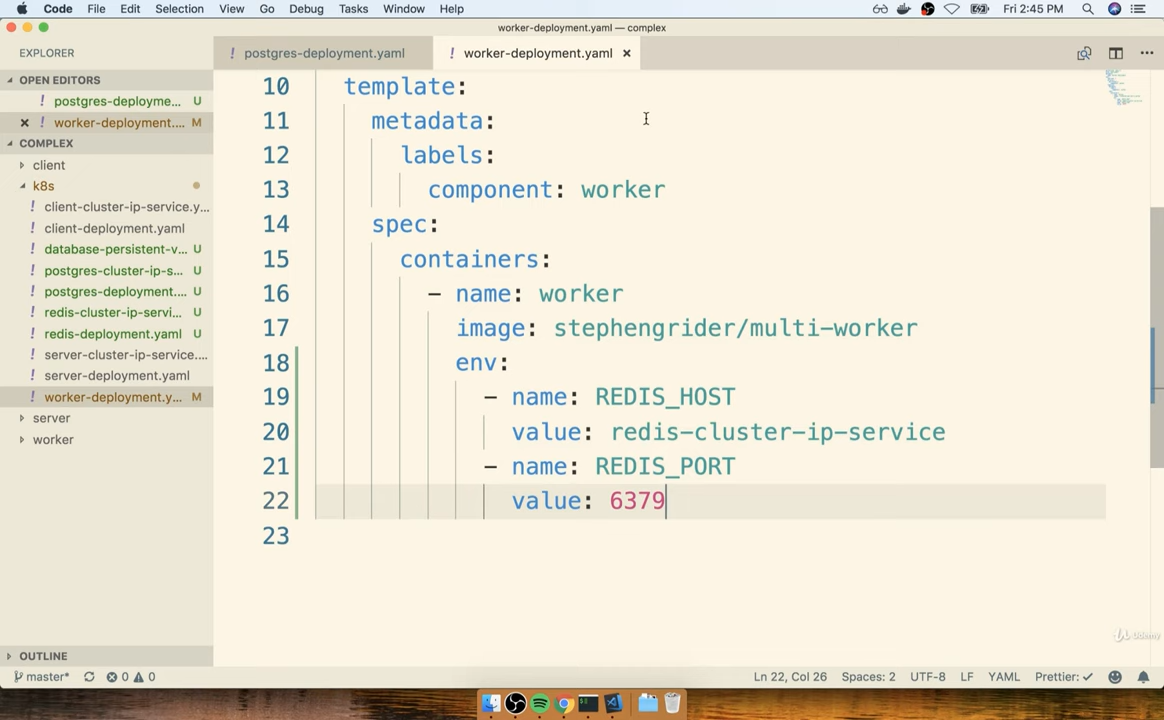 Code File Edit Selection View Go Debug Tasks Window Help Fri 2:45 PM
worker-deployment.yaml — complex
EXPLORER
! postgres-deployment.yaml ! worker-deployment.yaml ×
OPEN EDITORS
! postgres-deployme... U
× ! worker-deployment.... M
COMPLEX
client
k8s
! client-cluster-ip-service.y...
! client-deployment.yaml
! database-persistent-v... U
! postgres-cluster-ip-s... U
! postgres-deployment.... U
! redis-cluster-ip-servi... U
! redis-deployment.yaml U
! server-cluster-ip-service....
! server-deployment.yaml
! worker-deployment.y... M
server
worker
OUTLINE
10 template:
11 metadata:
12 labels:
13 component: worker
14 spec:
15 containers:
16 - name: worker
17 image: stephengrider/multi-worker
18 env:
19 - name: REDIS_HOST
20 value: redis-cluster-ip-service
21 - name: REDIS_PORT
22 value: 6379
23
Udemy
master* 0 0 Ln 22, Col 26 Spaces: 2 UTF-8 LF YAML Prettier: ✓